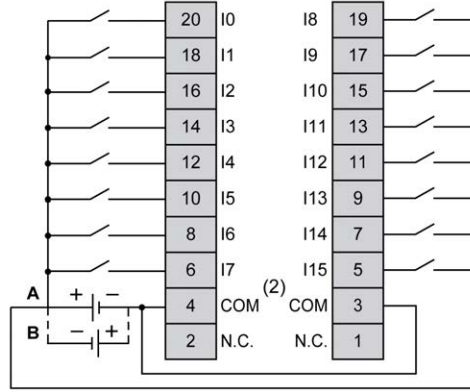 20 I0 I8 19
18 I1 I9 17
16 I2 I10 15
14 I3 I11 13
12 I4 I12 11
10 I5 I13 9
8 I6 I14 7
6 I7 I15 5
(2)
A + − 4 COM COM 3
B − + 2 N.C. N.C. 1